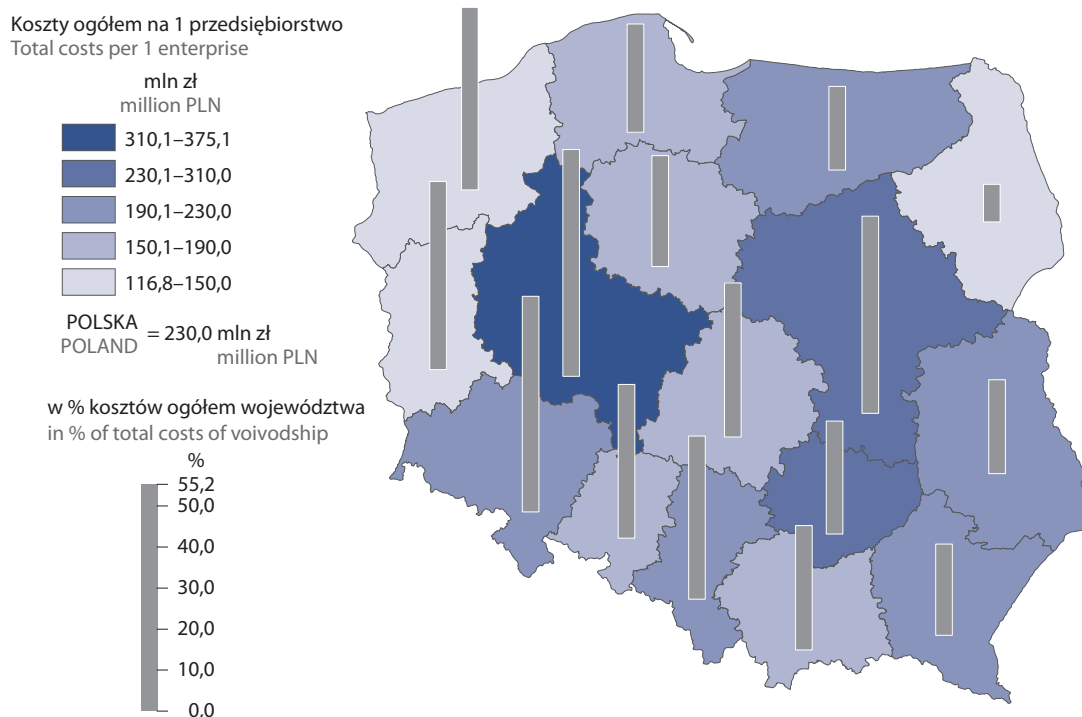 Koszty ogółem na 1 przedsiębiorstwo
Total costs per 1 enterprise
mln zł
million PLN
310,1–375,1
230,1–310,0
190,1–230,0
150,1–190,0
116,8–150,0
POLSKA
POLAND
= 230,0 mln zł
million PLN
w % kosztów ogółem województwa
in % of total costs of voivodship
%
55,2
50,0
40,0
30,0
20,0
10,0
0,0